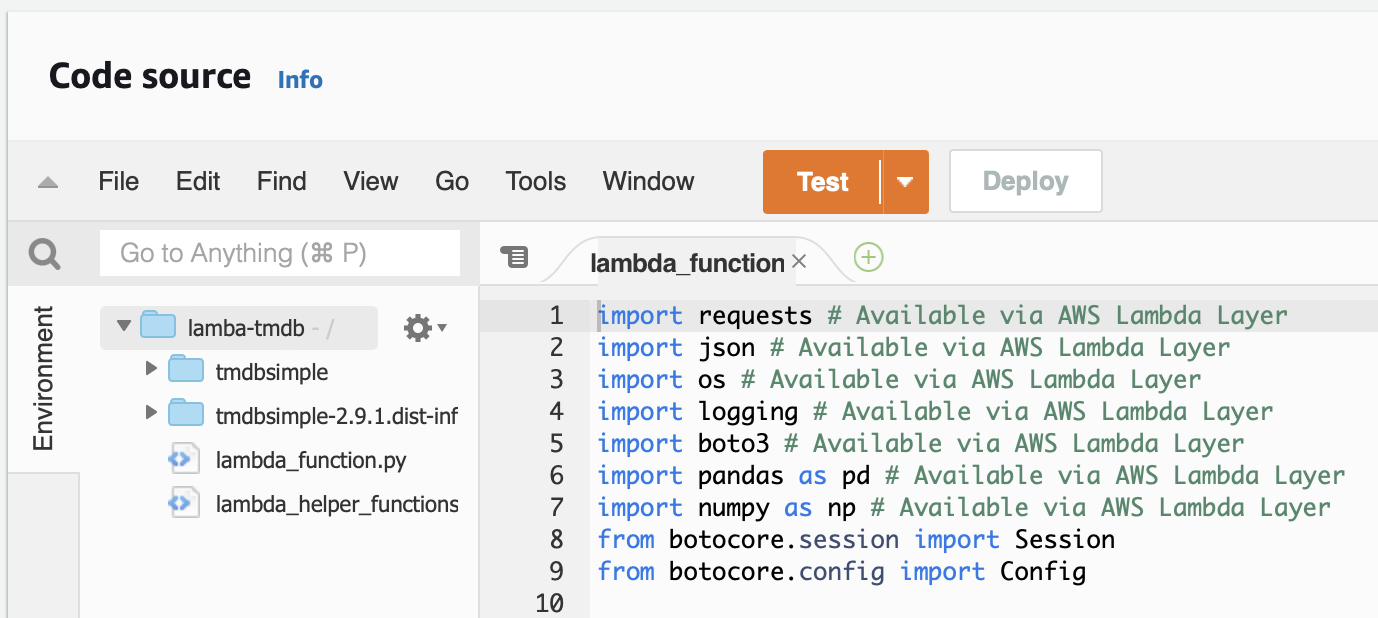 Code source Info
File Edit Find View Go Tools Window Test Deploy
Go to Anything (⌘ P)
lambda_function ×
Environment
lamba-tmdb - /
tmdbsimple
tmdbsimple-2.9.1.dist-inf
lambda_function.py
lambda_helper_functions
1 import requests # Available via AWS Lambda Layer
2 import json # Available via AWS Lambda Layer
3 import os # Available via AWS Lambda Layer
4 import logging # Available via AWS Lambda Layer
5 import boto3 # Available via AWS Lambda Layer
6 import pandas as pd # Available via AWS Lambda Layer
7 import numpy as np # Available via AWS Lambda Layer
8 from botocore.session import Session
9 from botocore.config import Config
10